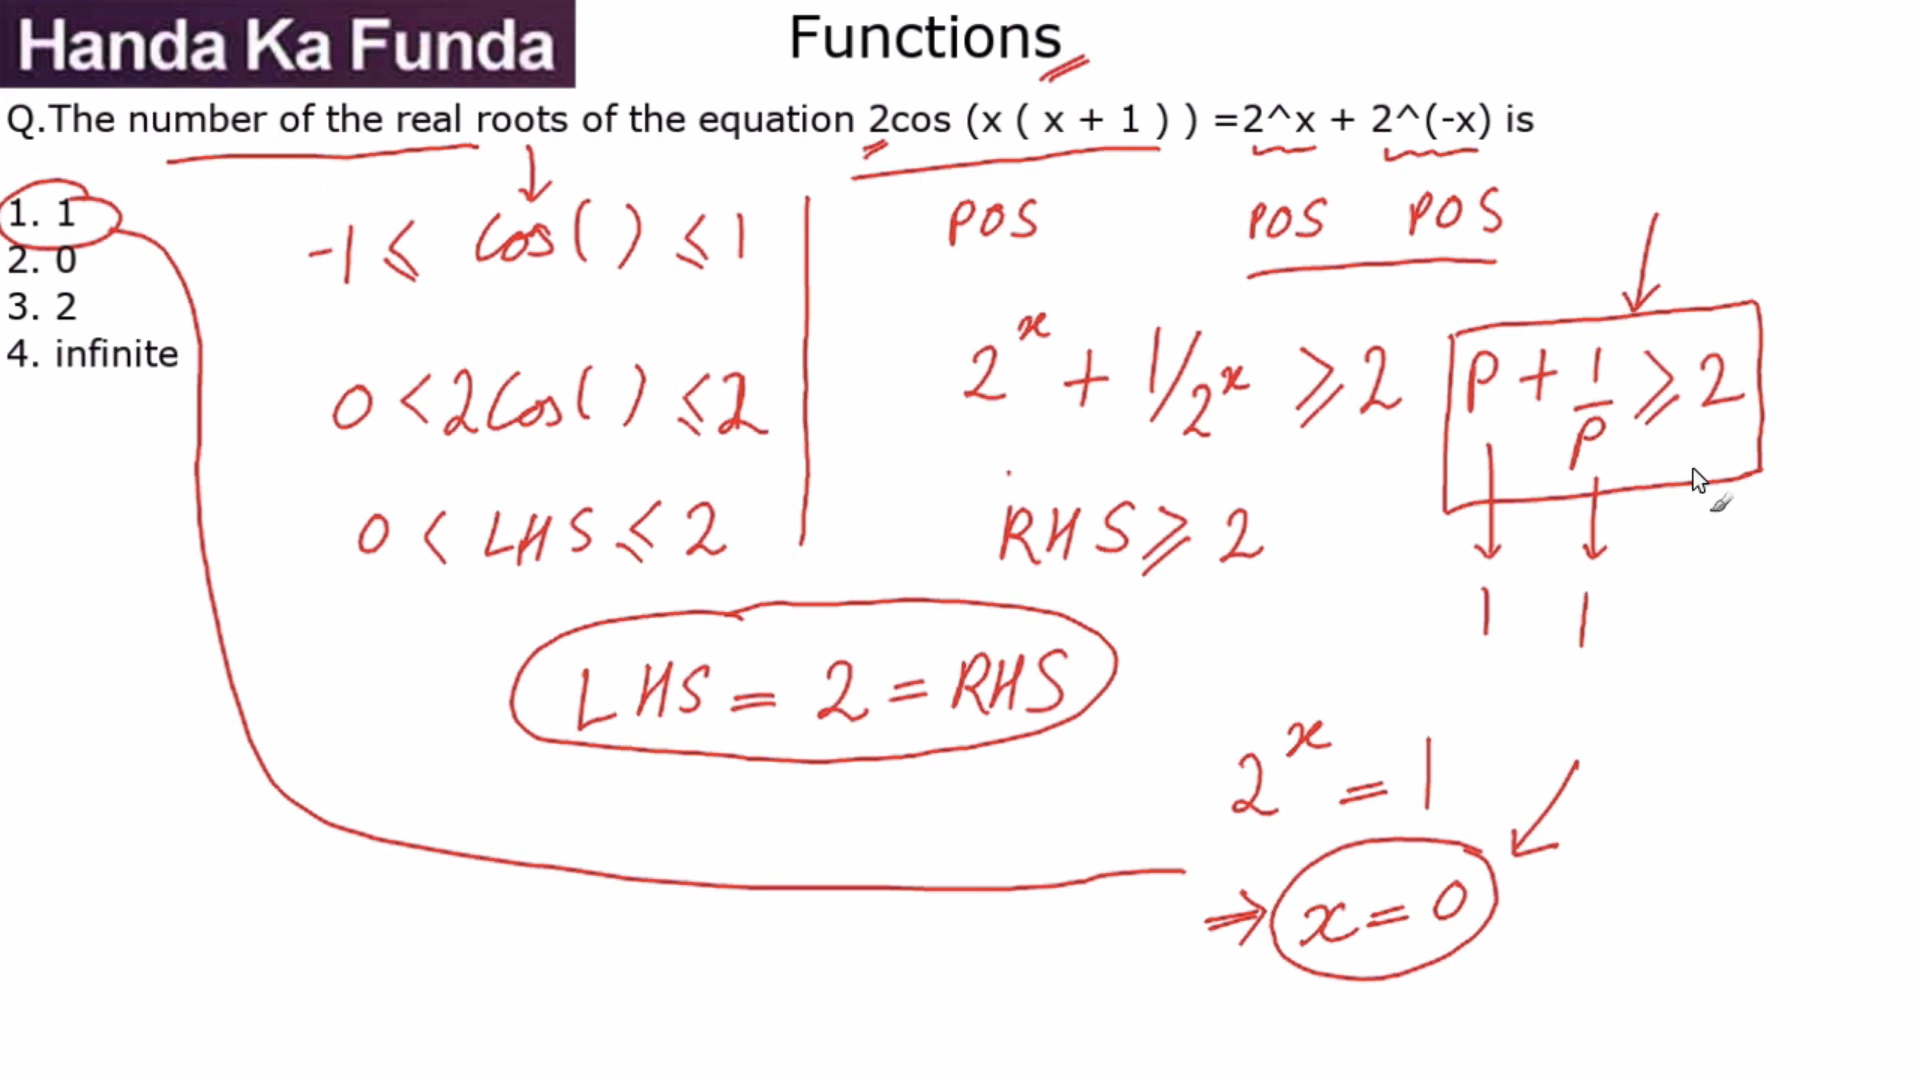 Handa Ka Funda
Functions
Q.The number of the real roots of the equation 2cos (x ( x + 1 ) ) =2^x + 2^(-x) is
1. 1
2. 0
3. 2
4. infinite
-1 ≤ Cos( ) ≤ 1
POS
POS POS
0 < 2Cos( ) ≤ 2
2^x + 1/2^x ≥ 2
P + 1/P ≥ 2
0 < LHS ≤ 2
RHS ≥ 2
1 1
LHS = 2 = RHS
2^x = 1
⇒ x = 0